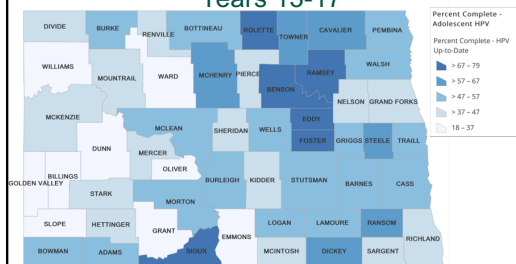 Years 13-17
Percent Complete -
Adolescent HPV
Percent Complete - HPV
Up-to-Date
> 67 – 79
> 57 – 67
> 47 – 57
> 37 – 47
18 – 37
DIVIDE
BURKE
RENVILLE
BOTTINEAU
ROLETTE
TOWNER
CAVALIER
PEMBINA
WILLIAMS
MOUNTRAIL
WARD
MCHENRY
PIERCE
BENSON
RAMSEY
WALSH
NELSON
GRAND FORKS
MCKENZIE
DUNN
MCLEAN
MERCER
SHERIDAN
WELLS
EDDY
FOSTER
GRIGGS
STEELE
TRAILL
GOLDEN VALLEY
BILLINGS
STARK
OLIVER
MORTON
BURLEIGH
KIDDER
STUTSMAN
BARNES
CASS
SLOPE
HETTINGER
GRANT
EMMONS
LOGAN
LAMOURE
RANSOM
RICHLAND
BOWMAN
ADAMS
SIOUX
MCINTOSH
DICKEY
SARGENT